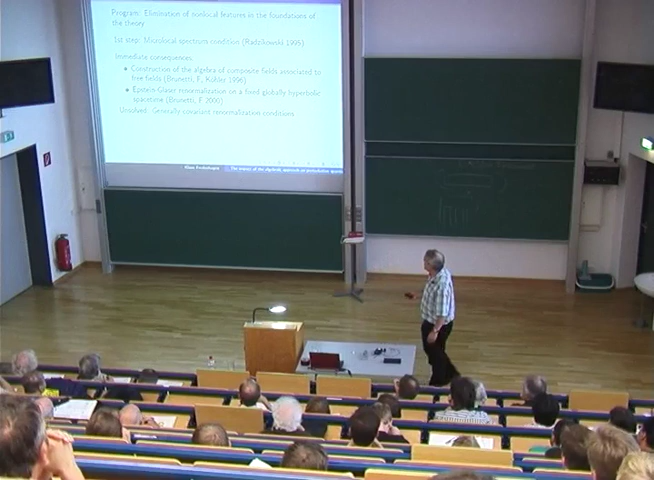 Program: Elimination of nonlocal features in the foundations of
the theory
1st step: Microlocal spectrum condition (Radzikowski 1995)
Immediate consequences:
Construction of the algebra of composite fields associated to
free fields (Brunetti, F, Köhler 1996)
Epstein-Glaser renormalization on a fixed globally hyperbolic
spacetime (Brunetti, F 2000)
Unsolved: Generally covariant renormalization conditions
Klaus Fredenhagen